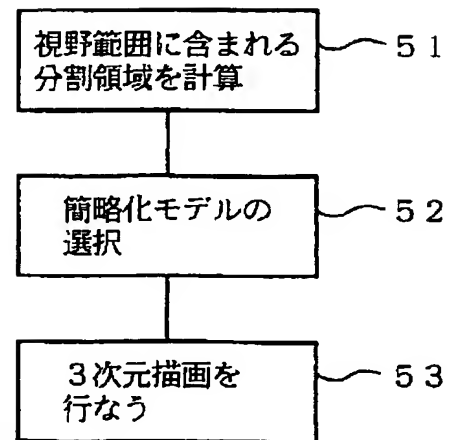 視野範囲に含まれる
分割領域を計算
51
簡略化モデルの
選択
52
3次元描画を
行なう
53